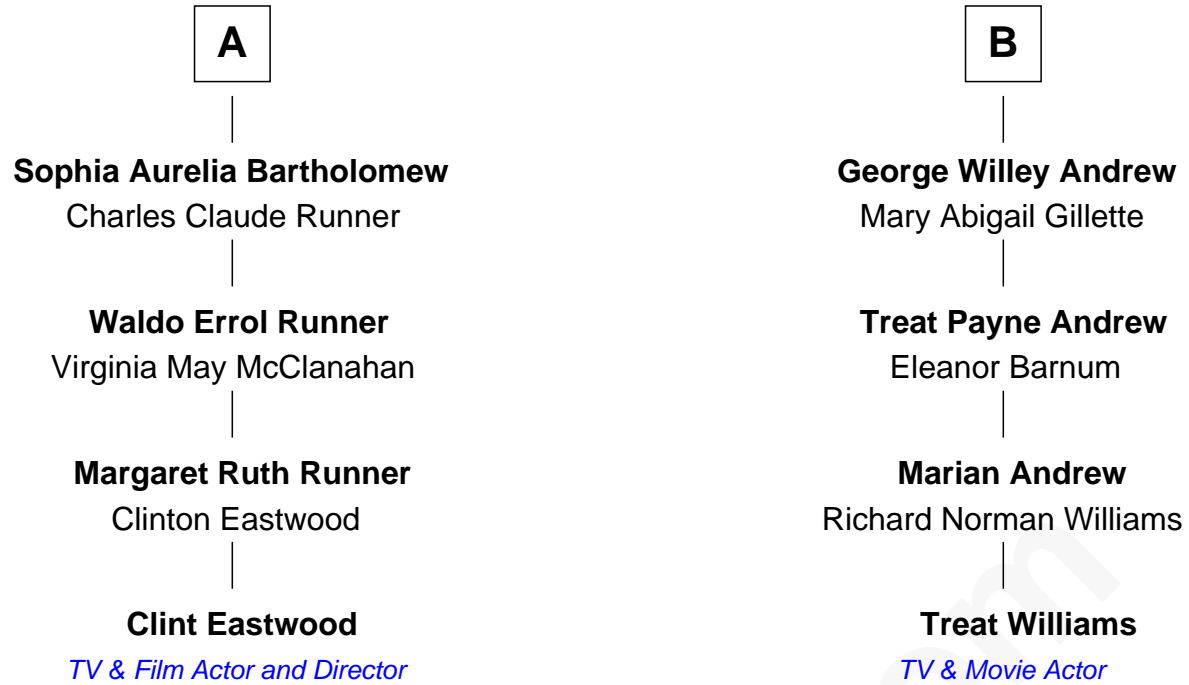 A
Sophia Aurelia Bartholomew
Charles Claude Runner
Waldo Errol Runner
Virginia May McClanahan
Margaret Ruth Runner
Clinton Eastwood
Clint Eastwood
TV & Film Actor and Director
B
George Willey Andrew
Mary Abigail Gillette
Treat Payne Andrew
Eleanor Barnum
Marian Andrew
Richard Norman Williams
Treat Williams
TV & Movie Actor
om